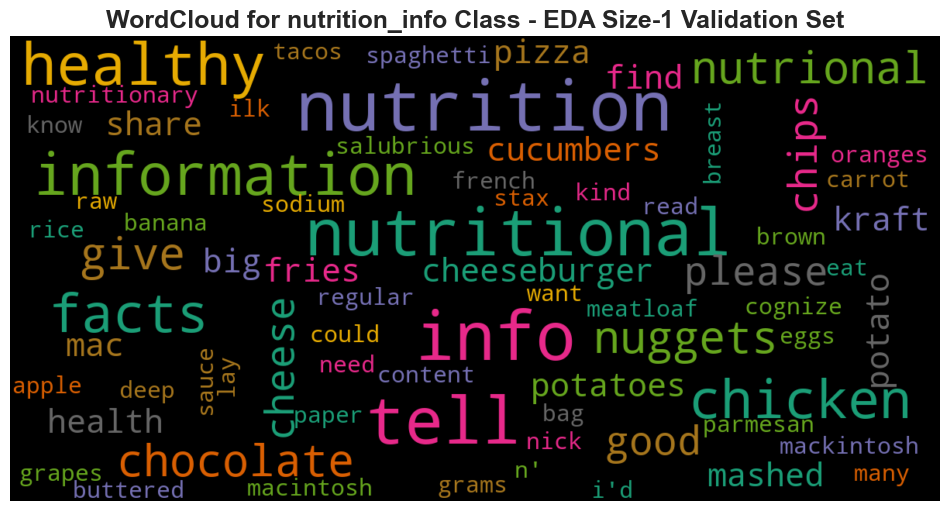 WordCloud for nutrition_info Class - EDA Size-1 Validation Set
healthy
tacos
spaghetti
pizza
find
nutrional
nutritionary
ilk
nutrition
know
share
salubrious
cucumbers
breast
chips
oranges
information
french
stax
kind
carrot
raw
sodium
read
kraft
rice
banana
nutritional
brown
give
big
fries
cheeseburger
please
eat
facts
regular
want
meatloaf
cognize
potato
mac
cheese
could
info
nuggets
eggs
apple
deep
sauce
lay
need
content
potatoes
chicken
health
paper
tell
bag
nick
good
parmesan
mackintosh
grapes
chocolate
n'
mashed
many
buttered
macintosh
grams
i'd